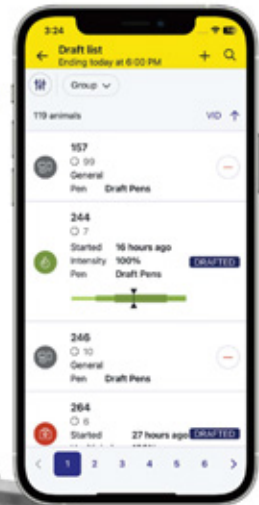 3:24
Draft list
Ending today at 6:00 PM
Group
119 animals VID
157
99
General
Pen Draft Pens
244
7
Started 16 hours ago
Intensity 100% DRAFTED
Pen Draft Pens
246
10
General
Pen Draft Pens
264
6
Started 27 hours ago DRAFTED
100%
1 2 3 4 5 6